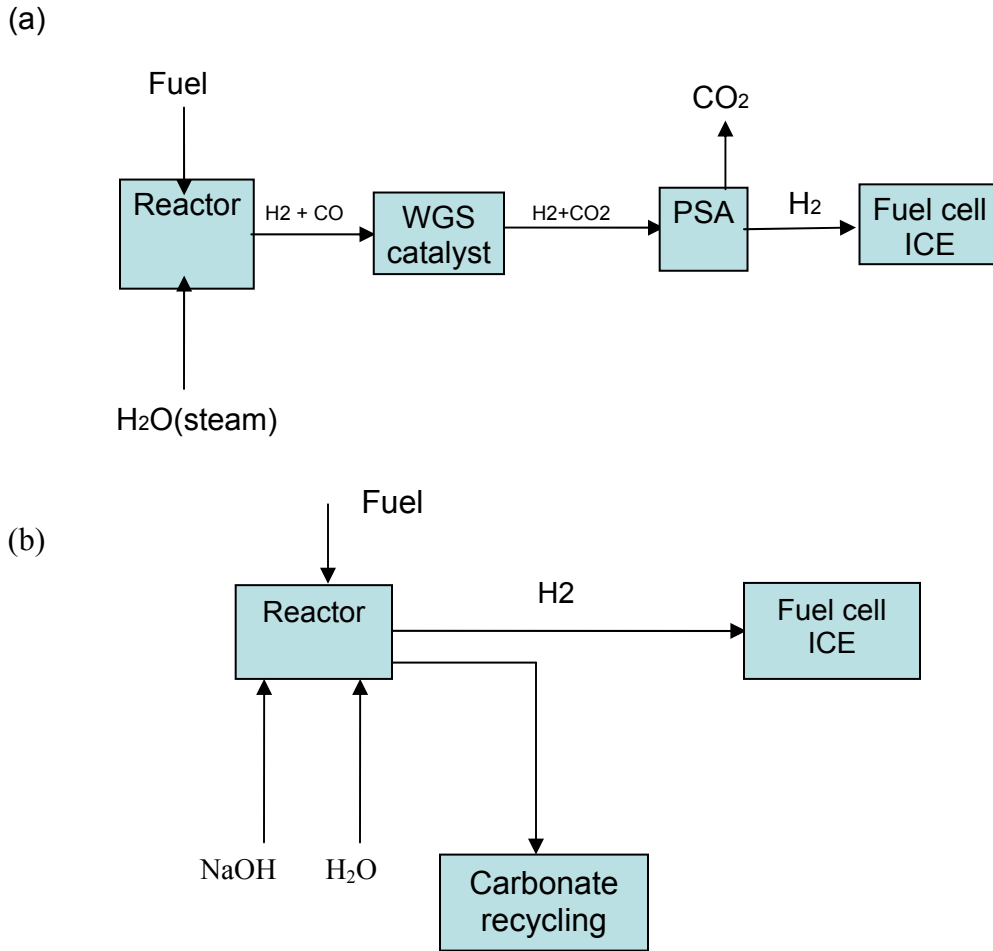 (a)
Fuel
CO₂
Reactor
H2 + CO
WGS
catalyst
H2+CO2
PSA
H₂
Fuel cell
ICE
H₂O(steam)
(b)
Fuel
Reactor
H2
Fuel cell
ICE
NaOH
H₂O
Carbonate
recycling